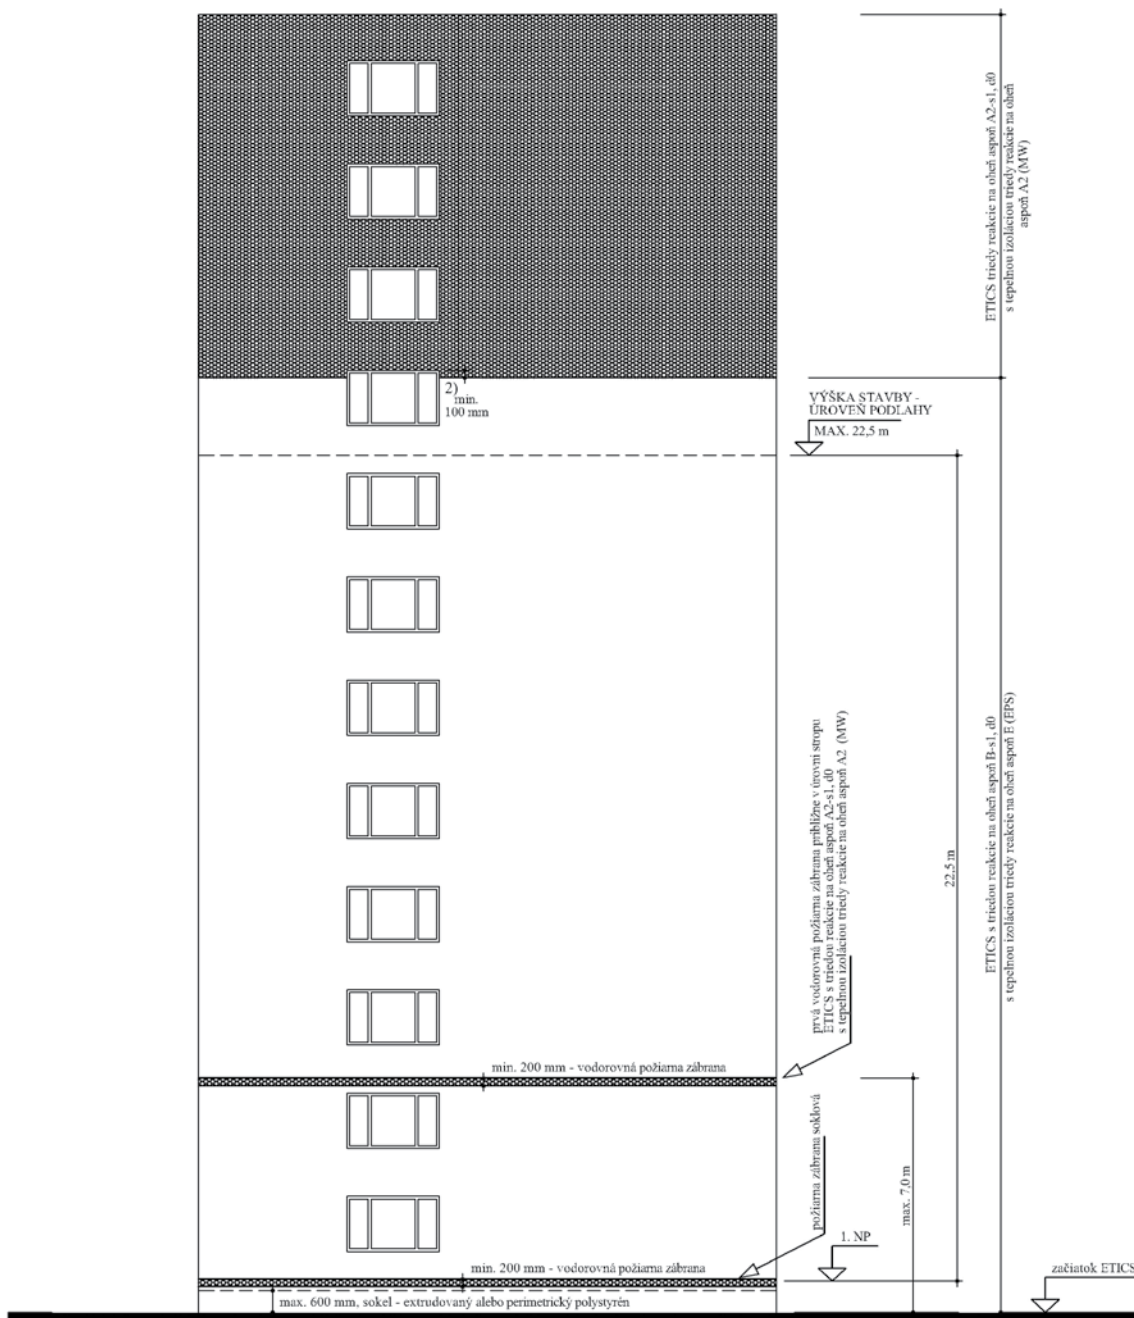 ETICS triedy reakcie na oheň aspoň A2-s1, d0
s tepelnou izoláciou triedy reakcie na oheň
aspoň A2 (MW)
2)
min.
100 mm
VÝŠKA STAVBY -
ÚROVEŇ PODLAHY
MAX. 22,5 m
prvá vodorovná požiarna zábrana približne v úrovni stropu
ETICS s triedou reakcie na oheň aspoň A2-s1, d0
s tepelnou izoláciou triedy reakcie na oheň aspoň A2 (MW)
22,5 m
ETICS s triedou reakcie na oheň aspoň B-s1, d0
s tepelnou izoláciou triedy reakcie na oheň aspoň E (EPS)
min. 200 mm - vodorovná požiarna zábrana
požiarna zábrana soklová
max. 7,0 m
1. NP
min. 200 mm - vodorovná požiarna zábrana
začiatok ETICS
max. 600 mm, sokel - extrudovaný alebo perimetrický polystyrén